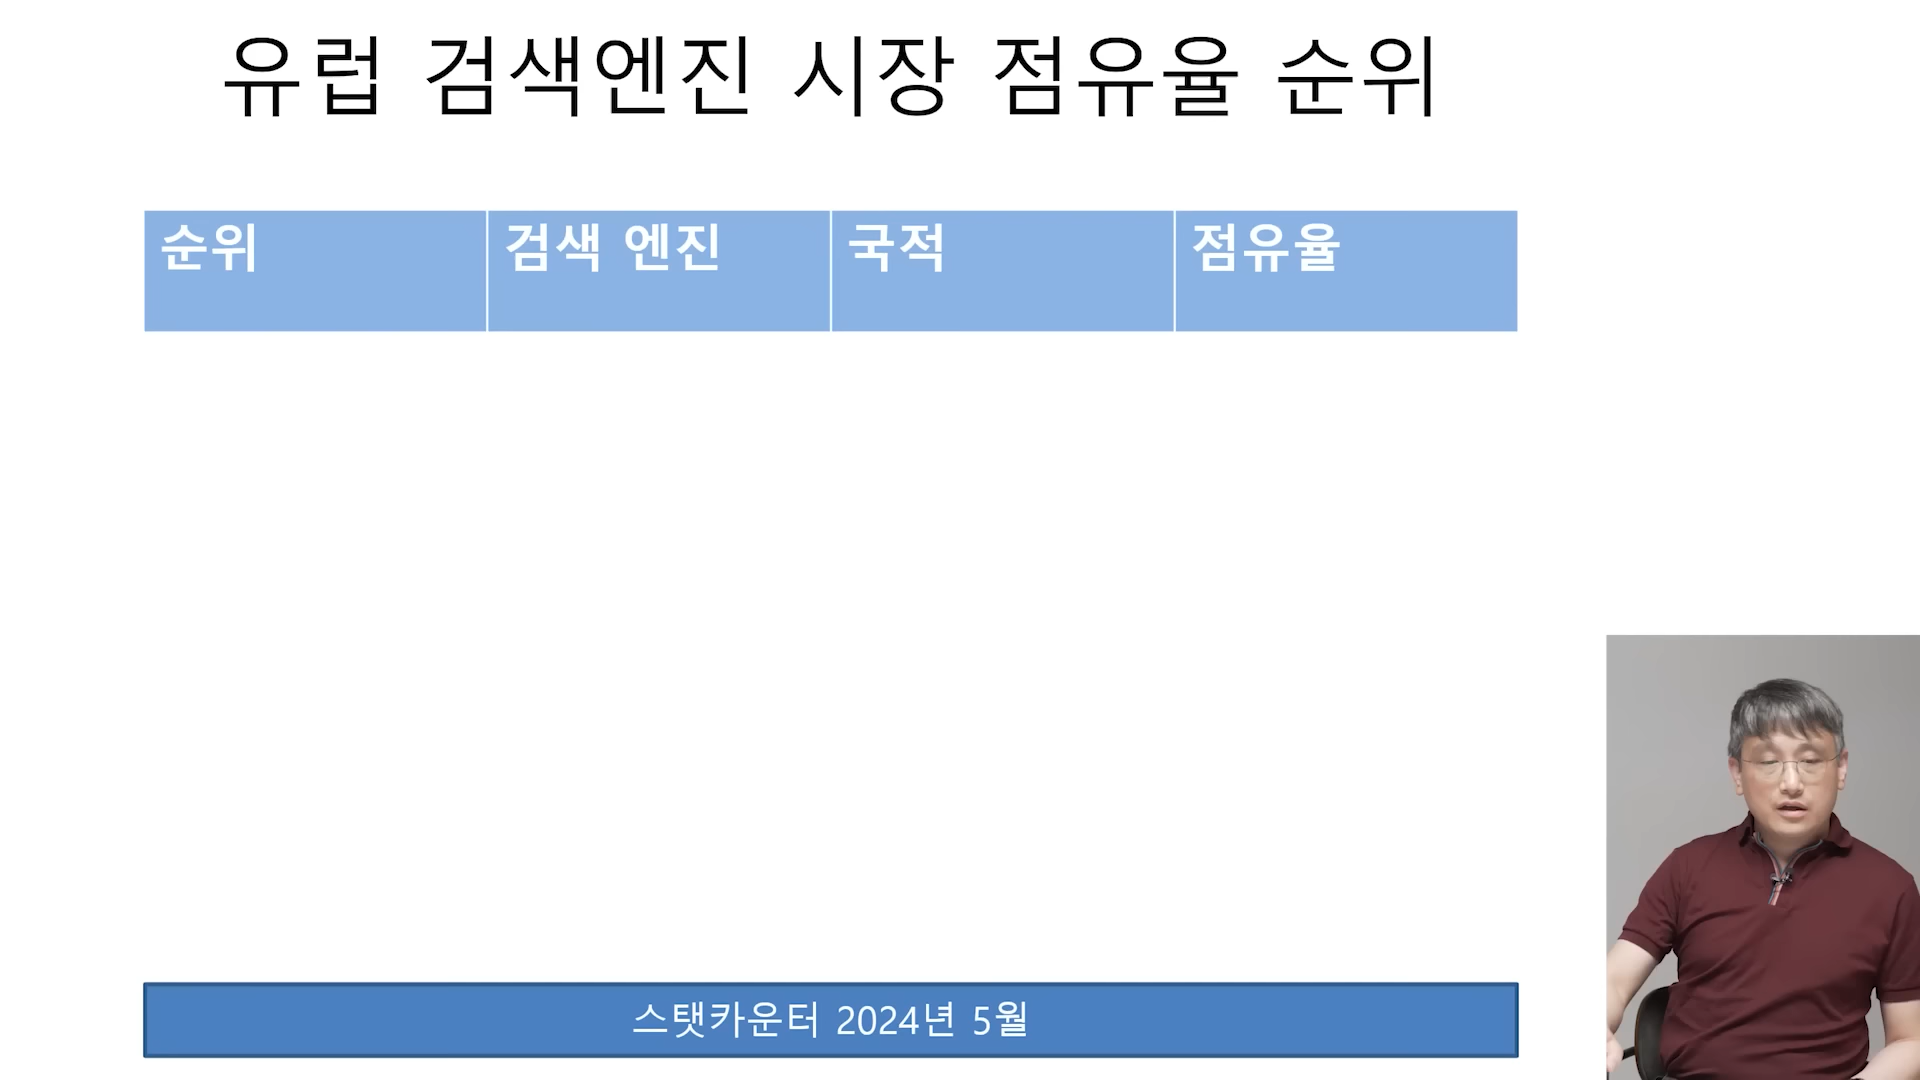 유럽 검색엔진 시장 점유율 순위
순위 검색 엔진 국적 점유율
스탯카운터 2024년 5월